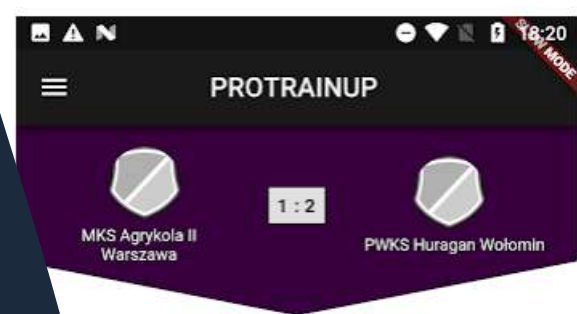 18:20
SLOW MODE
PROTRAINUP
1 : 2
MKS Agrykola II
Warszawa
PWKS Huragan Wołomin